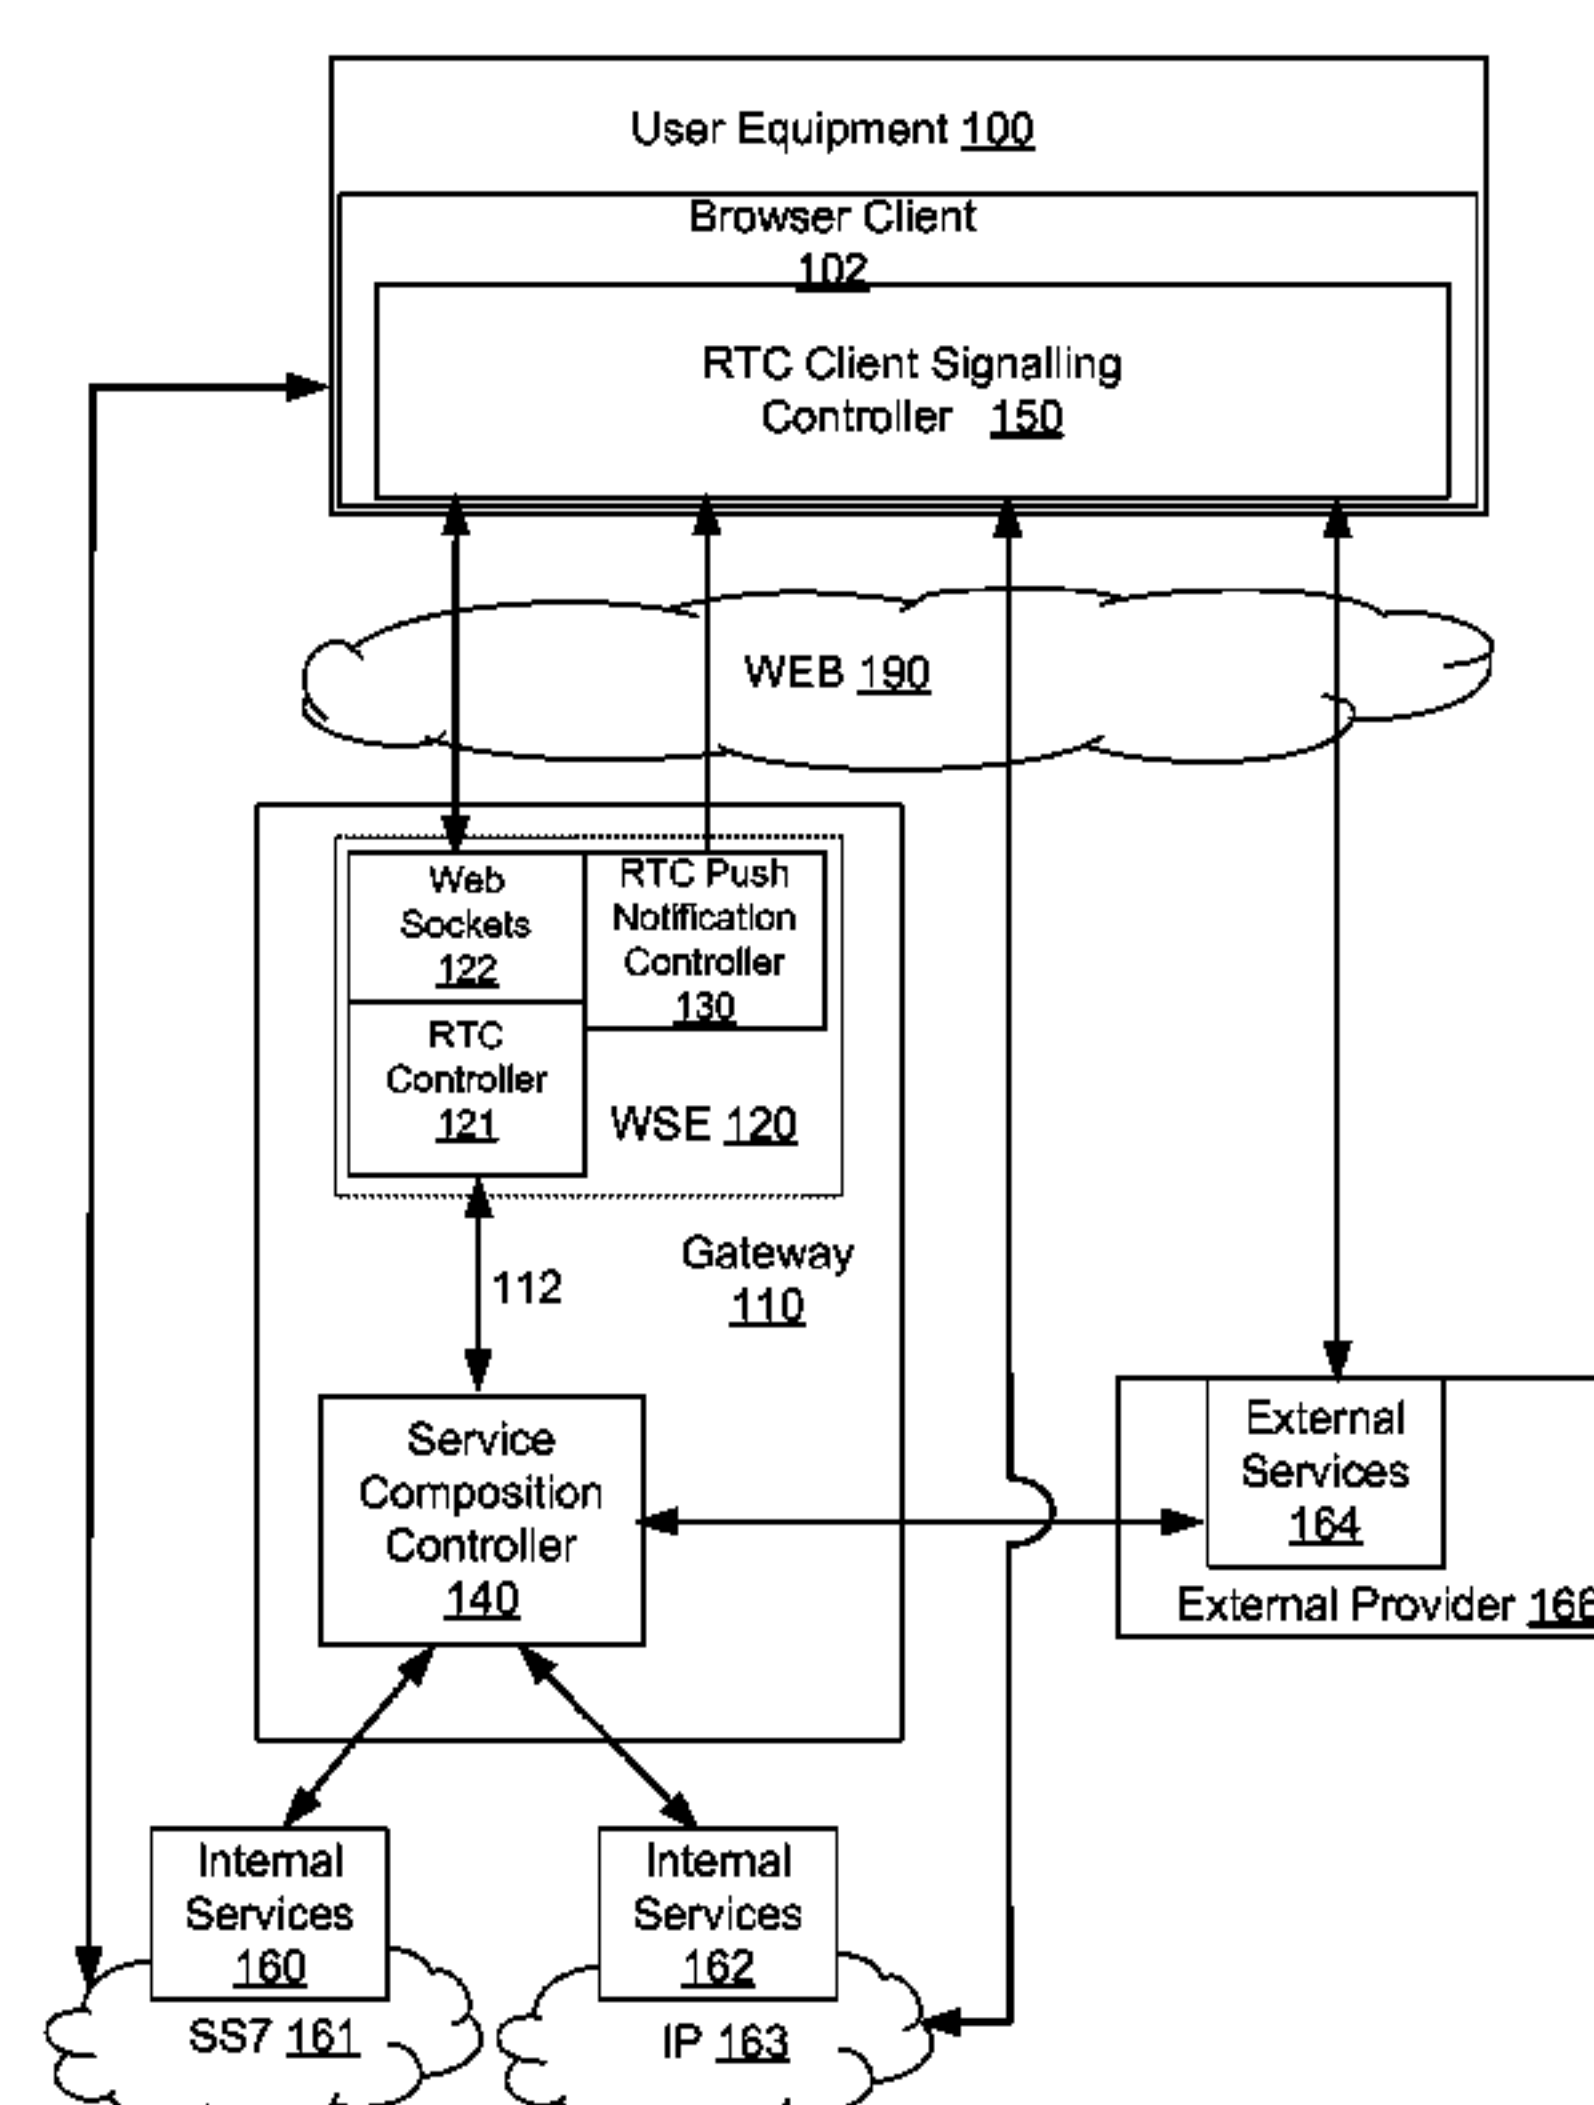 User Equipment 100
Browser Client
102
RTC Client Signalling
Controller 150
WEB 190
Web
Sockets
122
RTC Push
Notification
Controller
130
RTC
Controller
121
WSE 120
Gateway
110
112
Service
Composition
Controller
140
External
Services
164
External Provider
Internal
Services
160
SS7 161
Internal
Services
162
IP 163